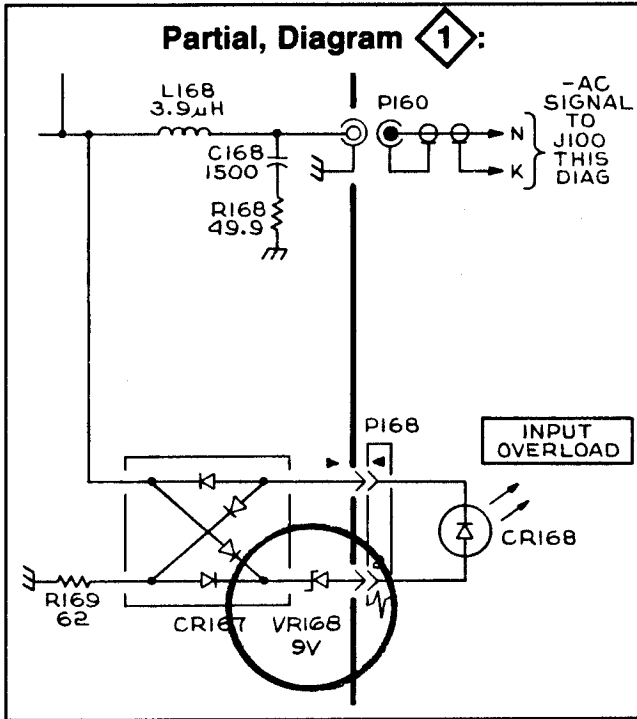 Partial, Diagram 1:
L168
3.9μH
P160
C168
1500
R168
49.9
N
K
-AC
SIGNAL
TO
J100
THIS
DIAG
P168
INPUT
OVERLOAD
CR168
R169
62
CR167
VR168
9V